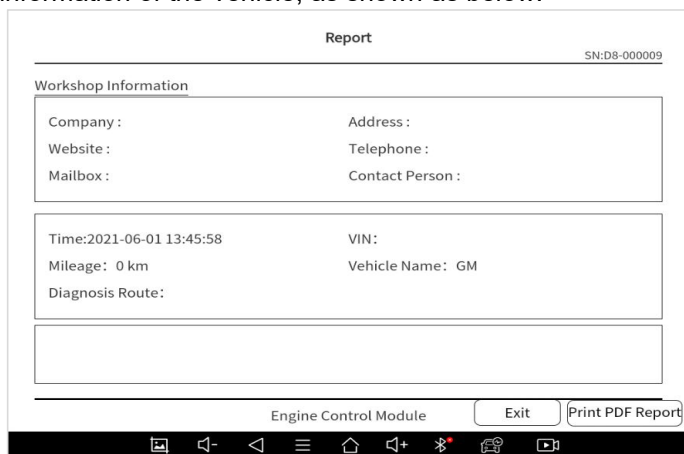 information of the vehicle, as shown as below:
Report
SN:D8-000009
Workshop Information
Company :
Address :
Website :
Telephone :
Mailbox :
Contact Person :
Time:2021-06-01 13:45:58
VIN:
Mileage: 0 km
Vehicle Name: GM
Diagnosis Route:
Engine Control Module
Exit
Print PDF Report